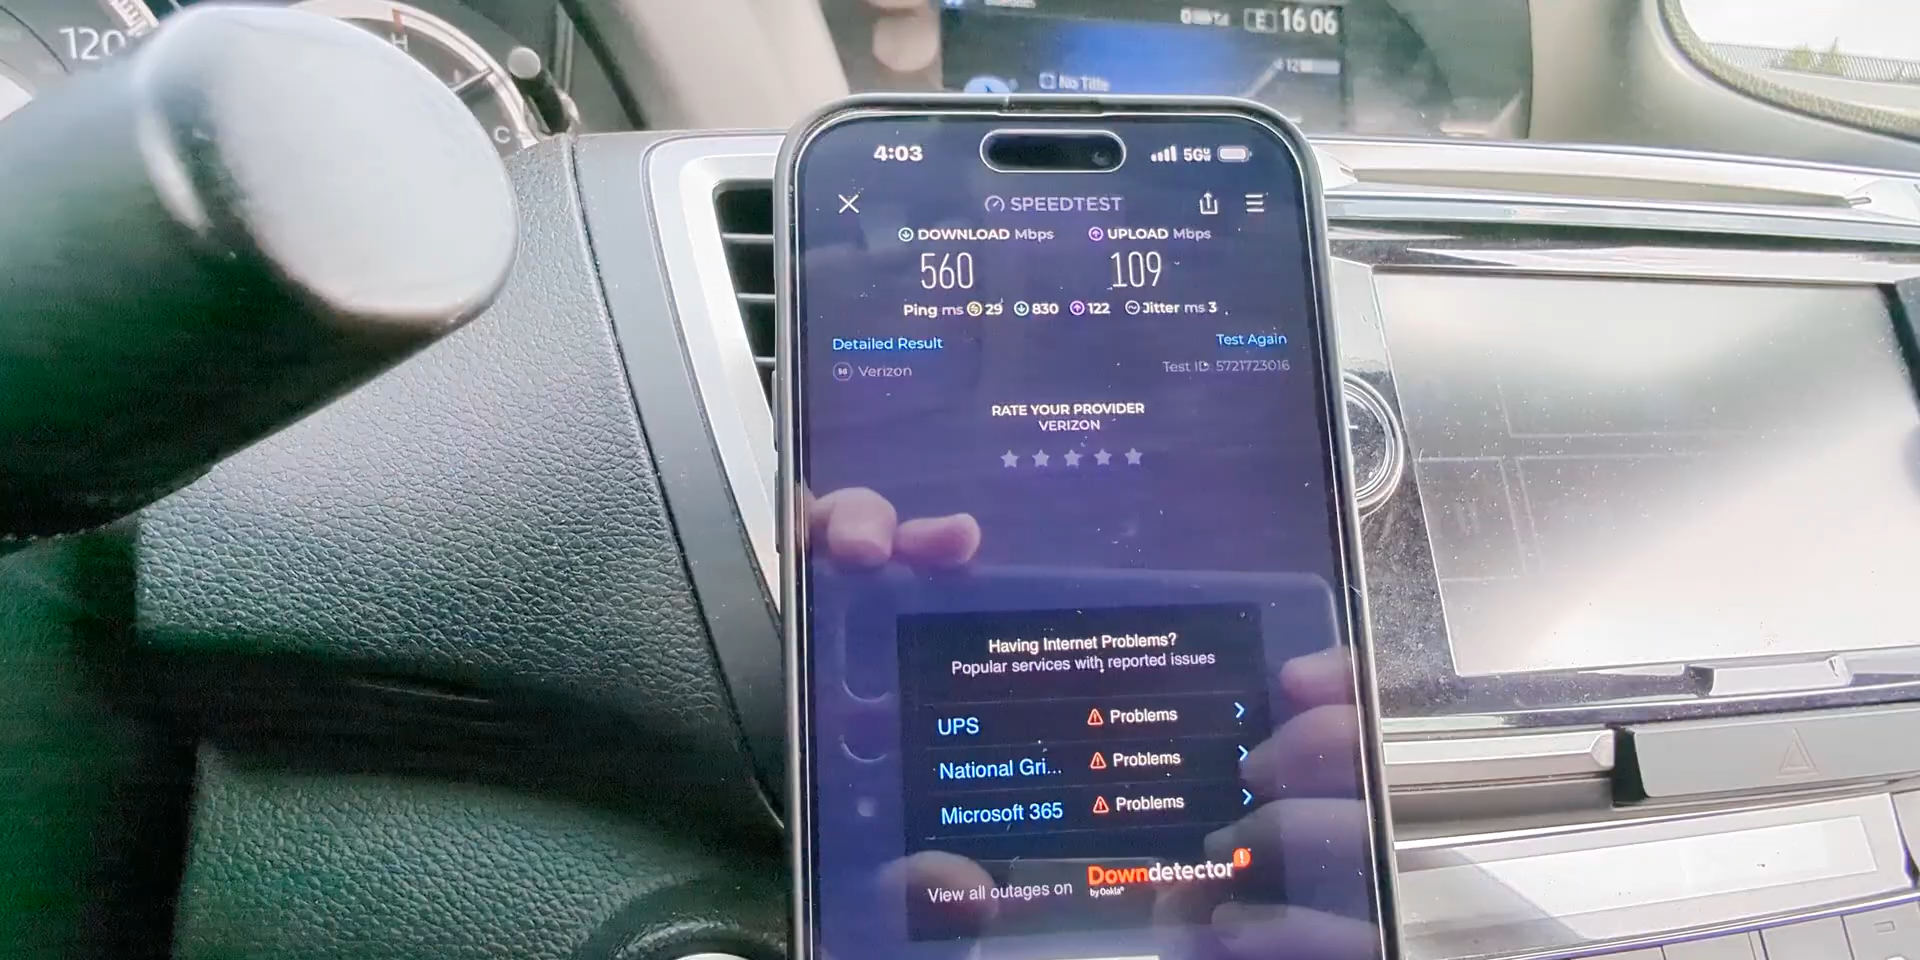 120
H
C
E 16 06
12
No Title
4:03
5G
SPEEDTEST
DOWNLOAD Mbps
UPLOAD Mbps
560
109
Ping ms 29 830 122 Jitter ms 3
Detailed Result
Test Again
Verizon
Test ID: 5721723016
RATE YOUR PROVIDER
VERIZON
Having Internet Problems?
Popular services with reported issues
UPS Problems
National Gri... Problems
Microsoft 365 Problems
View all outages on Downdetector
by Ookla